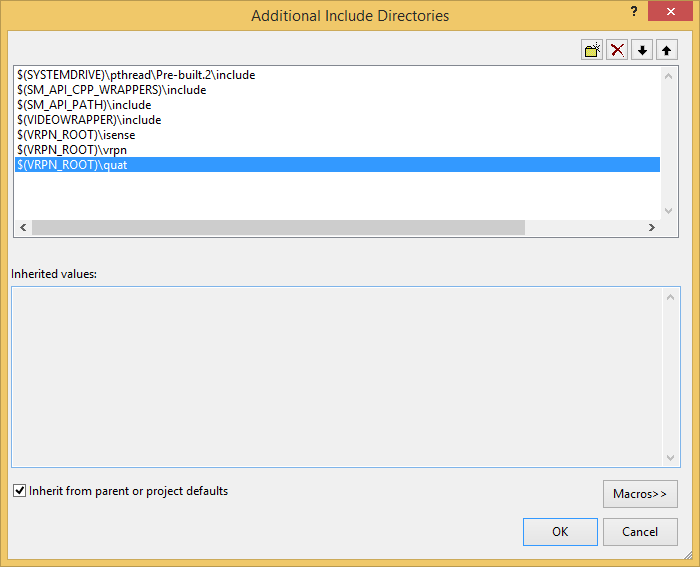 Additional Include Directories
?
$(SYSTEMDRIVE)\pthread\Pre-built.2\include
$(SM_API_CPP_WRAPPERS)\include
$(SM_API_PATH)\include
$(VIDEOWRAPPER)\include
$(VRPN_ROOT)\isense
$(VRPN_ROOT)\vrpn
$(VRPN_ROOT)\quat
Inherited values:
Inherit from parent or project defaults
Macros>>
OK
Cancel